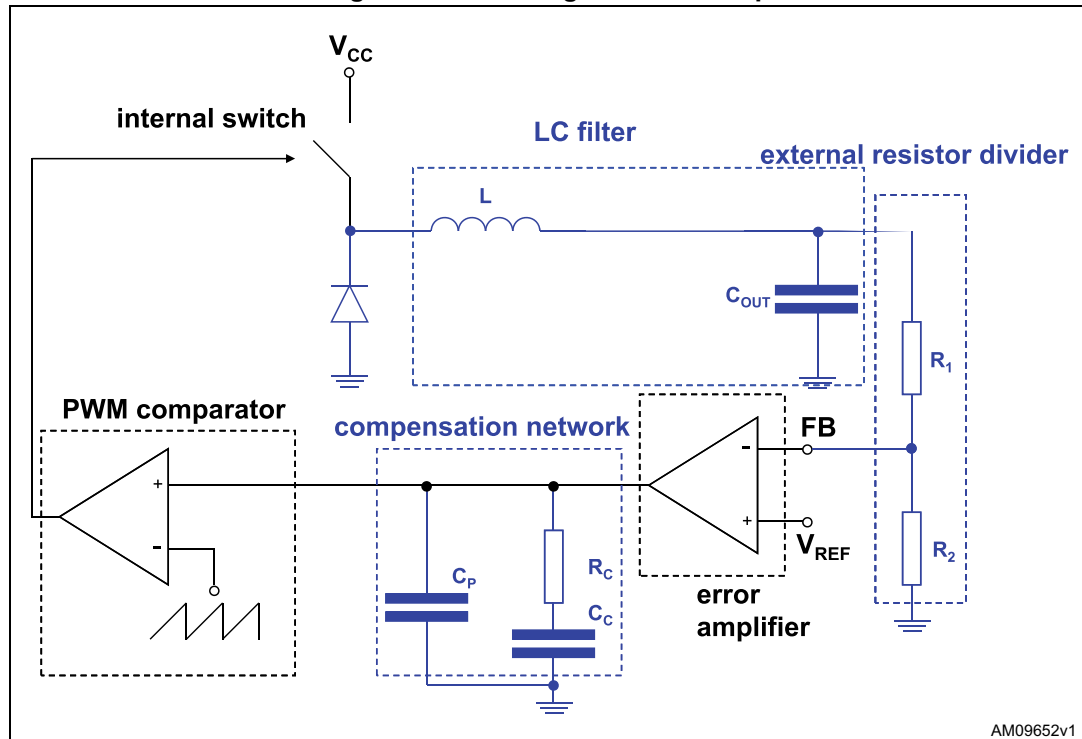 V_CC
internal switch
LC filter
external resistor divider
L
C_OUT
R_1
PWM comparator
compensation network
FB
-
+
+
-
V_REF
R_2
C_P
R_C
C_C
error
amplifier
AM09652v1